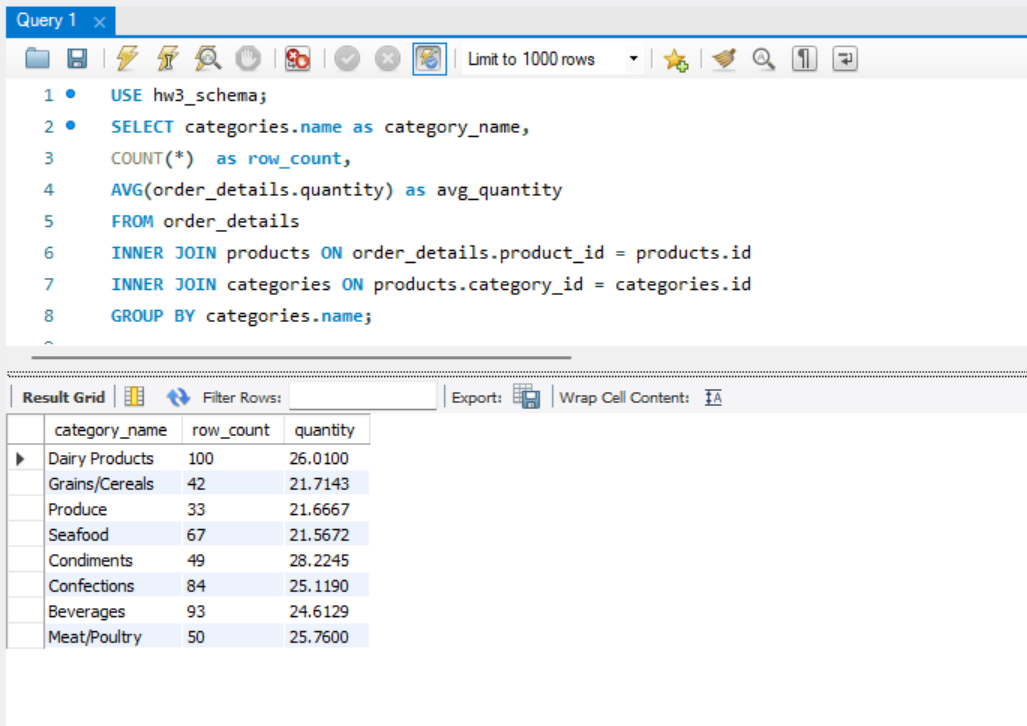 Query 1
Limit to 1000 rows
1 USE hw3_schema;
2 SELECT categories.name as category_name,
3 COUNT(*)  as row_count,
4 AVG(order_details.quantity) as avg_quantity
5 FROM order_details
6 INNER JOIN products ON order_details.product_id = products.id
7 INNER JOIN categories ON products.category_id = categories.id
8 GROUP BY categories.name;
Result Grid Filter Rows: Export: Wrap Cell Content: IA
category_name row_count quantity
Dairy Products 100 26.0100
Grains/Cereals 42 21.7143
Produce 33 21.6667
Seafood 67 21.5672
Condiments 49 28.2245
Confections 84 25.1190
Beverages 93 24.6129
Meat/Poultry 50 25.7600